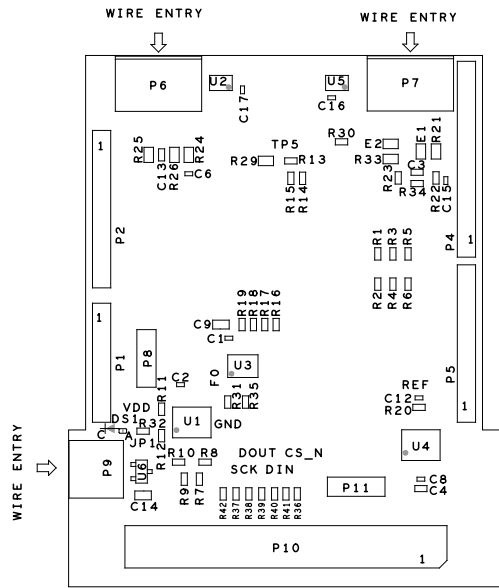 WIRE ENTRY
WIRE ENTRY
P6
U2
C17
U5
C16
P7
R30
E2
E1
R21
R25
C13
R26
R24
C6
R29
TP5
R13
R15
R14
R33
R23
C3
R34
R22
C15
1
P2
P4
1
R1
R3
R5
R2
R4
R6
1
P1
P8
C9
R19
R18
R17
R16
C1
P5
1
U3
FO
C2
R11
R31
R35
REF
C12
R20
VDD
DS1
C
A
R32
JP1
R12
U1
GND
U4
WIRE ENTRY
P9
U6
C14
R10
R8
R9
R7
DOUT CS_N
SCK DIN
R42
R37
R38
R39
R40
R41
R36
P11
C8
C4
P10
1